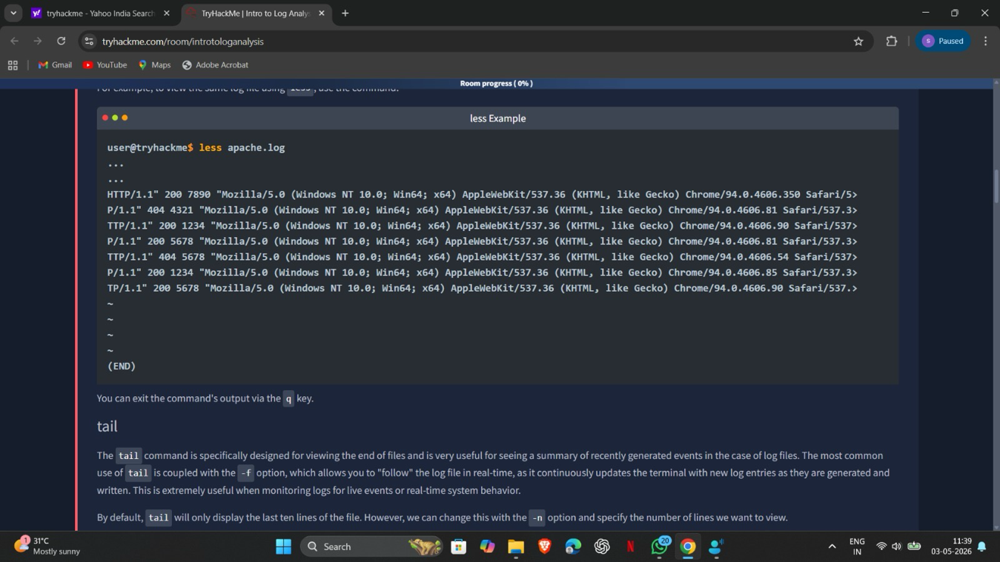 tryhackme - Yahoo India Search
TryHackMe | Intro to Log Analys
tryhackme.com/room/introtologanalysis
S Paused
Gmail YouTube Maps Adobe Acrobat
Room progress ( 0% )
For example, to view the same log file using less, use the command:
less Example
user@tryhackme$ less apache.log
...
...
HTTP/1.1" 200 7890 "Mozilla/5.0 (Windows NT 10.0; Win64; x64) AppleWebKit/537.36 (KHTML, like Gecko) Chrome/94.0.4606.350 Safari/5>
P/1.1" 404 4321 "Mozilla/5.0 (Windows NT 10.0; Win64; x64) AppleWebKit/537.36 (KHTML, like Gecko) Chrome/94.0.4606.81 Safari/537.3>
TTP/1.1" 200 1234 "Mozilla/5.0 (Windows NT 10.0; Win64; x64) AppleWebKit/537.36 (KHTML, like Gecko) Chrome/94.0.4606.90 Safari/537>
P/1.1" 200 5678 "Mozilla/5.0 (Windows NT 10.0; Win64; x64) AppleWebKit/537.36 (KHTML, like Gecko) Chrome/94.0.4606.81 Safari/537.3>
TTP/1.1" 404 5678 "Mozilla/5.0 (Windows NT 10.0; Win64; x64) AppleWebKit/537.36 (KHTML, like Gecko) Chrome/94.0.4606.54 Safari/537>
P/1.1" 200 1234 "Mozilla/5.0 (Windows NT 10.0; Win64; x64) AppleWebKit/537.36 (KHTML, like Gecko) Chrome/94.0.4606.85 Safari/537.3>
TP/1.1" 200 5678 "Mozilla/5.0 (Windows NT 10.0; Win64; x64) AppleWebKit/537.36 (KHTML, like Gecko) Chrome/94.0.4606.90 Safari/537.>
~
~
~
~
(END)
You can exit the command's output via the q key.
tail
The tail command is specifically designed for viewing the end of files and is very useful for seeing a summary of recently generated events in the case of log files. The most common
use of tail is coupled with the -f option, which allows you to "follow" the log file in real-time, as it continuously updates the terminal with new log entries as they are generated and
written. This is extremely useful when monitoring logs for live events or real-time system behavior.
By default, tail will only display the last ten lines of the file. However, we can change this with the -n option and specify the number of lines we want to view.
1
31°C
Mostly sunny
Search
20
ENG
IN
11:39
03-05-2026